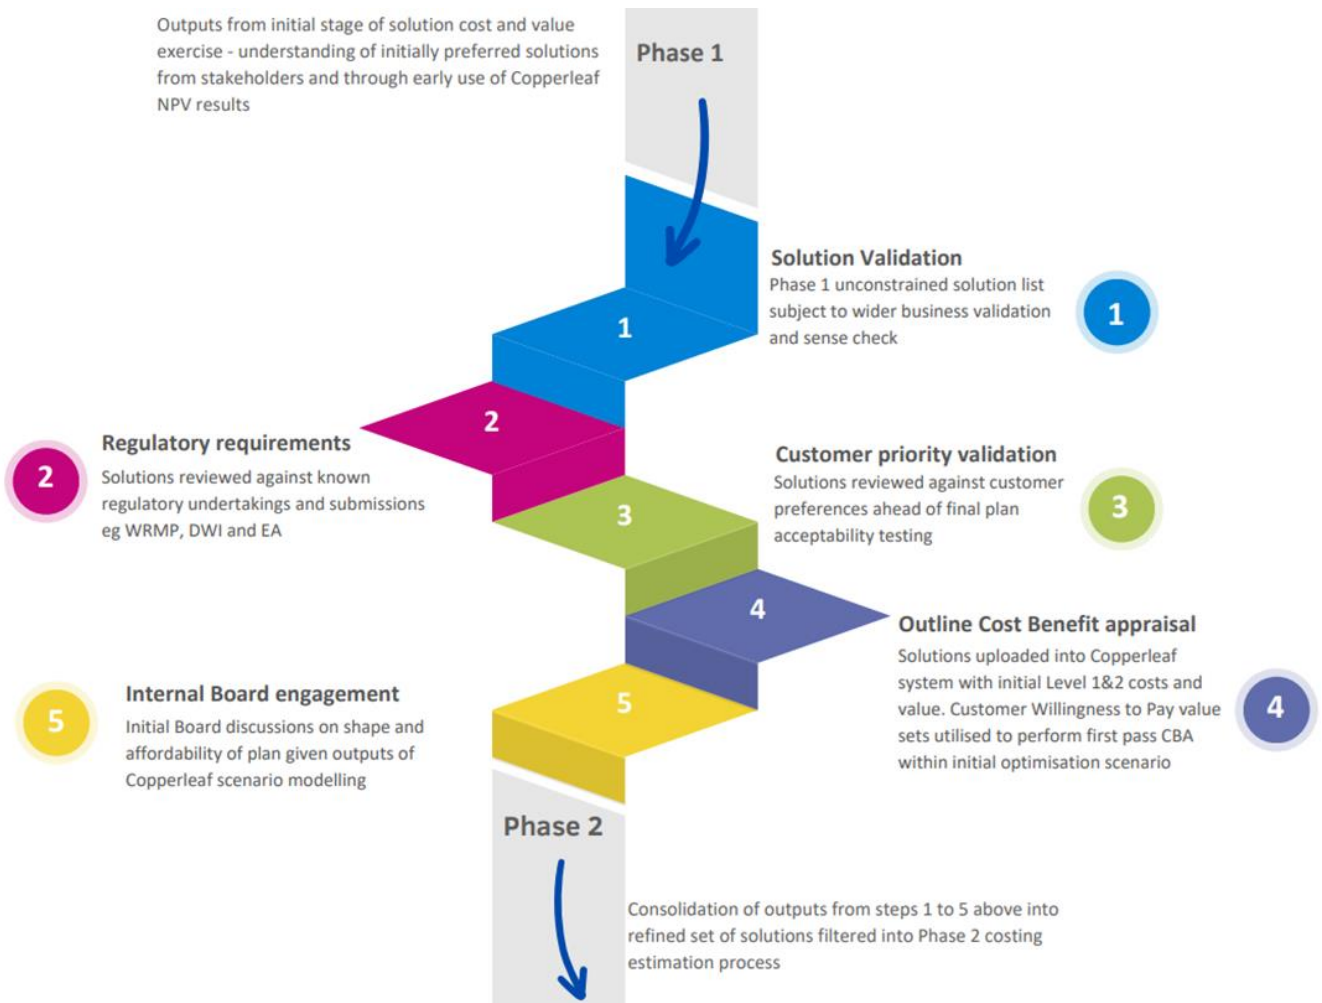 Outputs from initial stage of solution cost and value
exercise - understanding of initially preferred solutions
from stakeholders and through early use of Copperleaf
NPV results
Phase 1
Solution Validation
Phase 1 unconstrained solution list
subject to wider business validation
and sense check
1
1
2
Regulatory requirements
Solutions reviewed against known
regulatory undertakings and submissions
eg WRMP, DWI and EA
2
3
Customer priority validation
Solutions reviewed against customer
preferences ahead of final plan
acceptability testing
3
4
Outline Cost Benefit appraisal
Solutions uploaded into Copperleaf
system with initial Level 1&2 costs and
value. Customer Willingness to Pay value
sets utilised to perform first pass CBA
within initial optimisation scenario
4
5
Internal Board engagement
Initial Board discussions on shape and
affordability of plan given outputs of
Copperleaf scenario modelling
5
Phase 2
Consolidation of outputs from steps 1 to 5 above into
refined set of solutions filtered into Phase 2 costing
estimation process